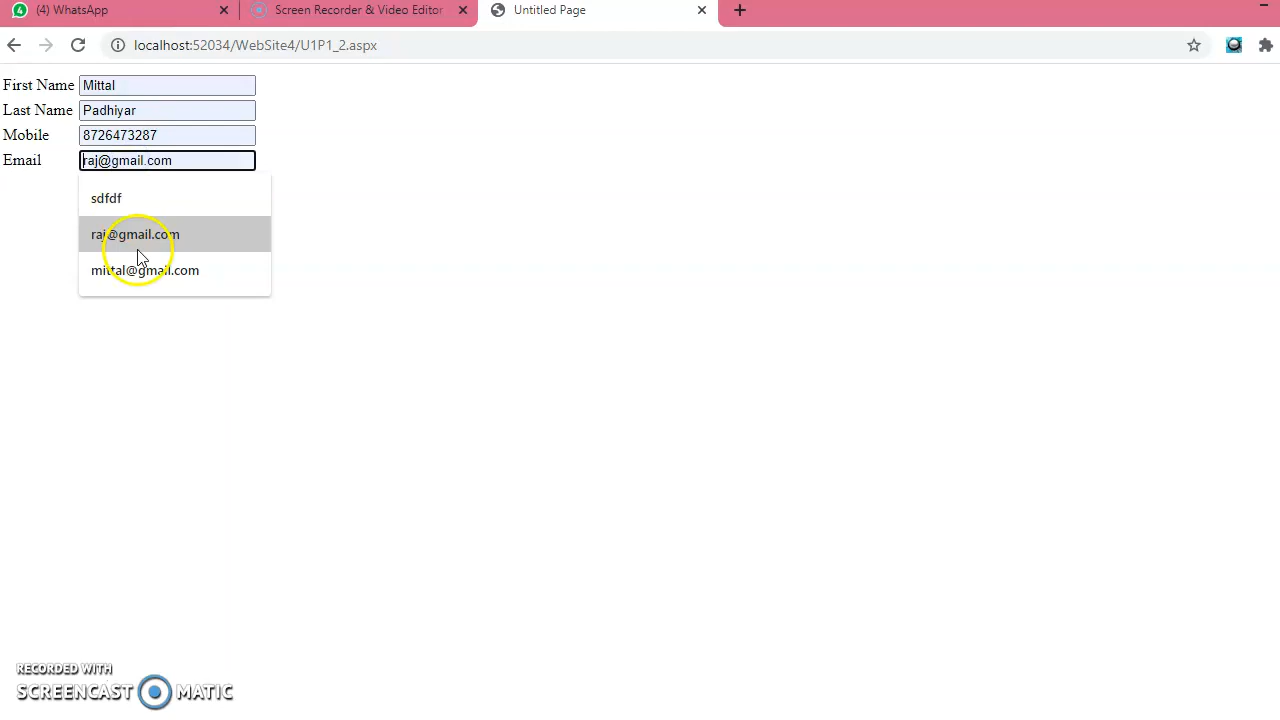 (4) WhatsApp
Screen Recorder & Video Editor
Untitled Page
localhost:52034/WebSite4/U1P1_2.aspx
First Name Mittal
Last Name Padhiyar
Mobile 8726473287
Email raj@gmail.com
sdfdf
raj@gmail.com
mittal@gmail.com
RECORDED WITH
SCREENCAST MATIC